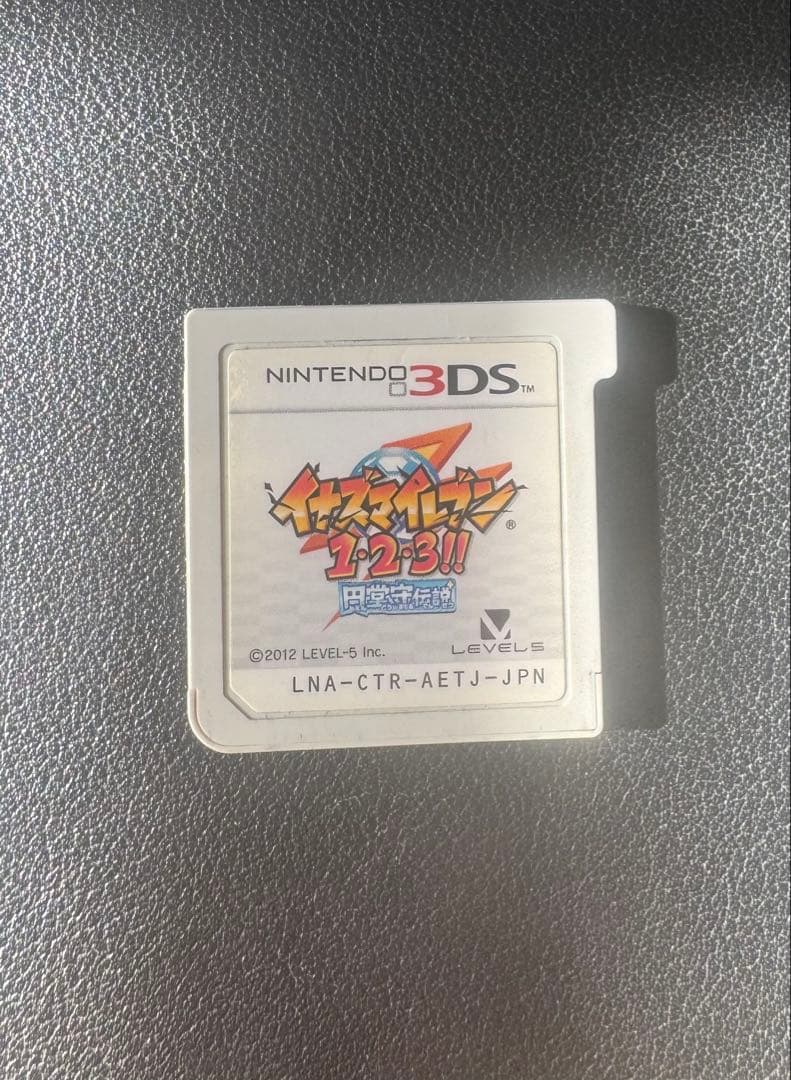 NINTENDO 3DS™
イナズマイレブン®
1・2・3!!
円堂守伝説
LEVEL5
©2012 LEVEL-5 Inc.
LNA-CTR-AETJ-JPN